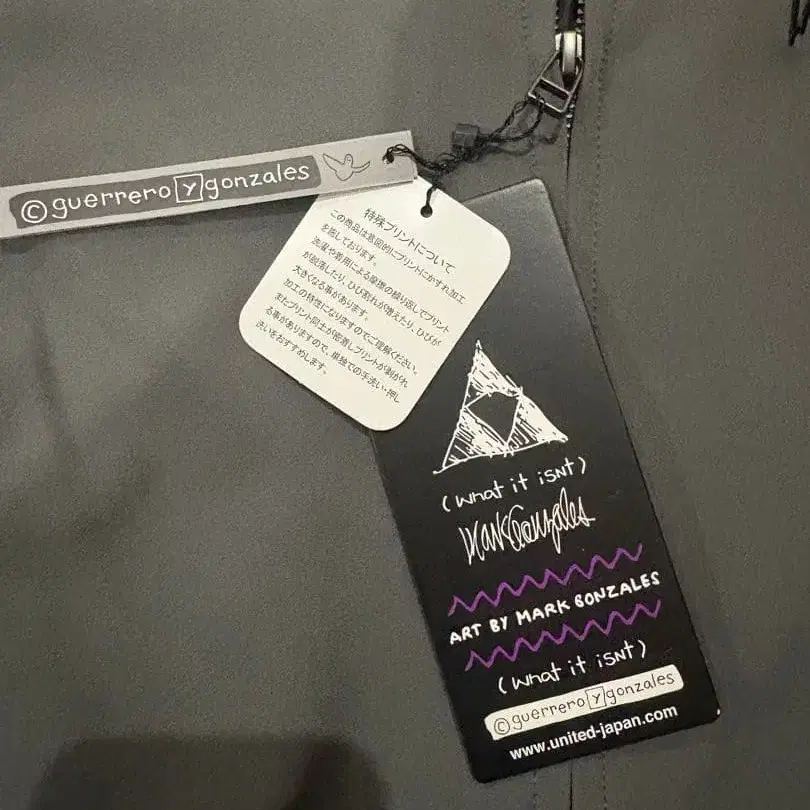 ©guerrero y gonzales
特殊プリントについて
この商品は意図的にプリントにかすれ加工
を施しております。
洗濯や着用による摩擦の繰り返しでプリント
が脱落したり、ひび割れが増えたり、ひびが
大きくなる事があります。
加工の特性になりますのでご理解ください。
またプリント同士が密着しプリントが剥がれ
る事がありますので、単独での手洗い・押し
洗いをおすすめします。
(what it isNt)
MarkGonzales
ART BY MARK GONZALES
(what it isNt)
©guerrero y gonzales
www.united-japan.com